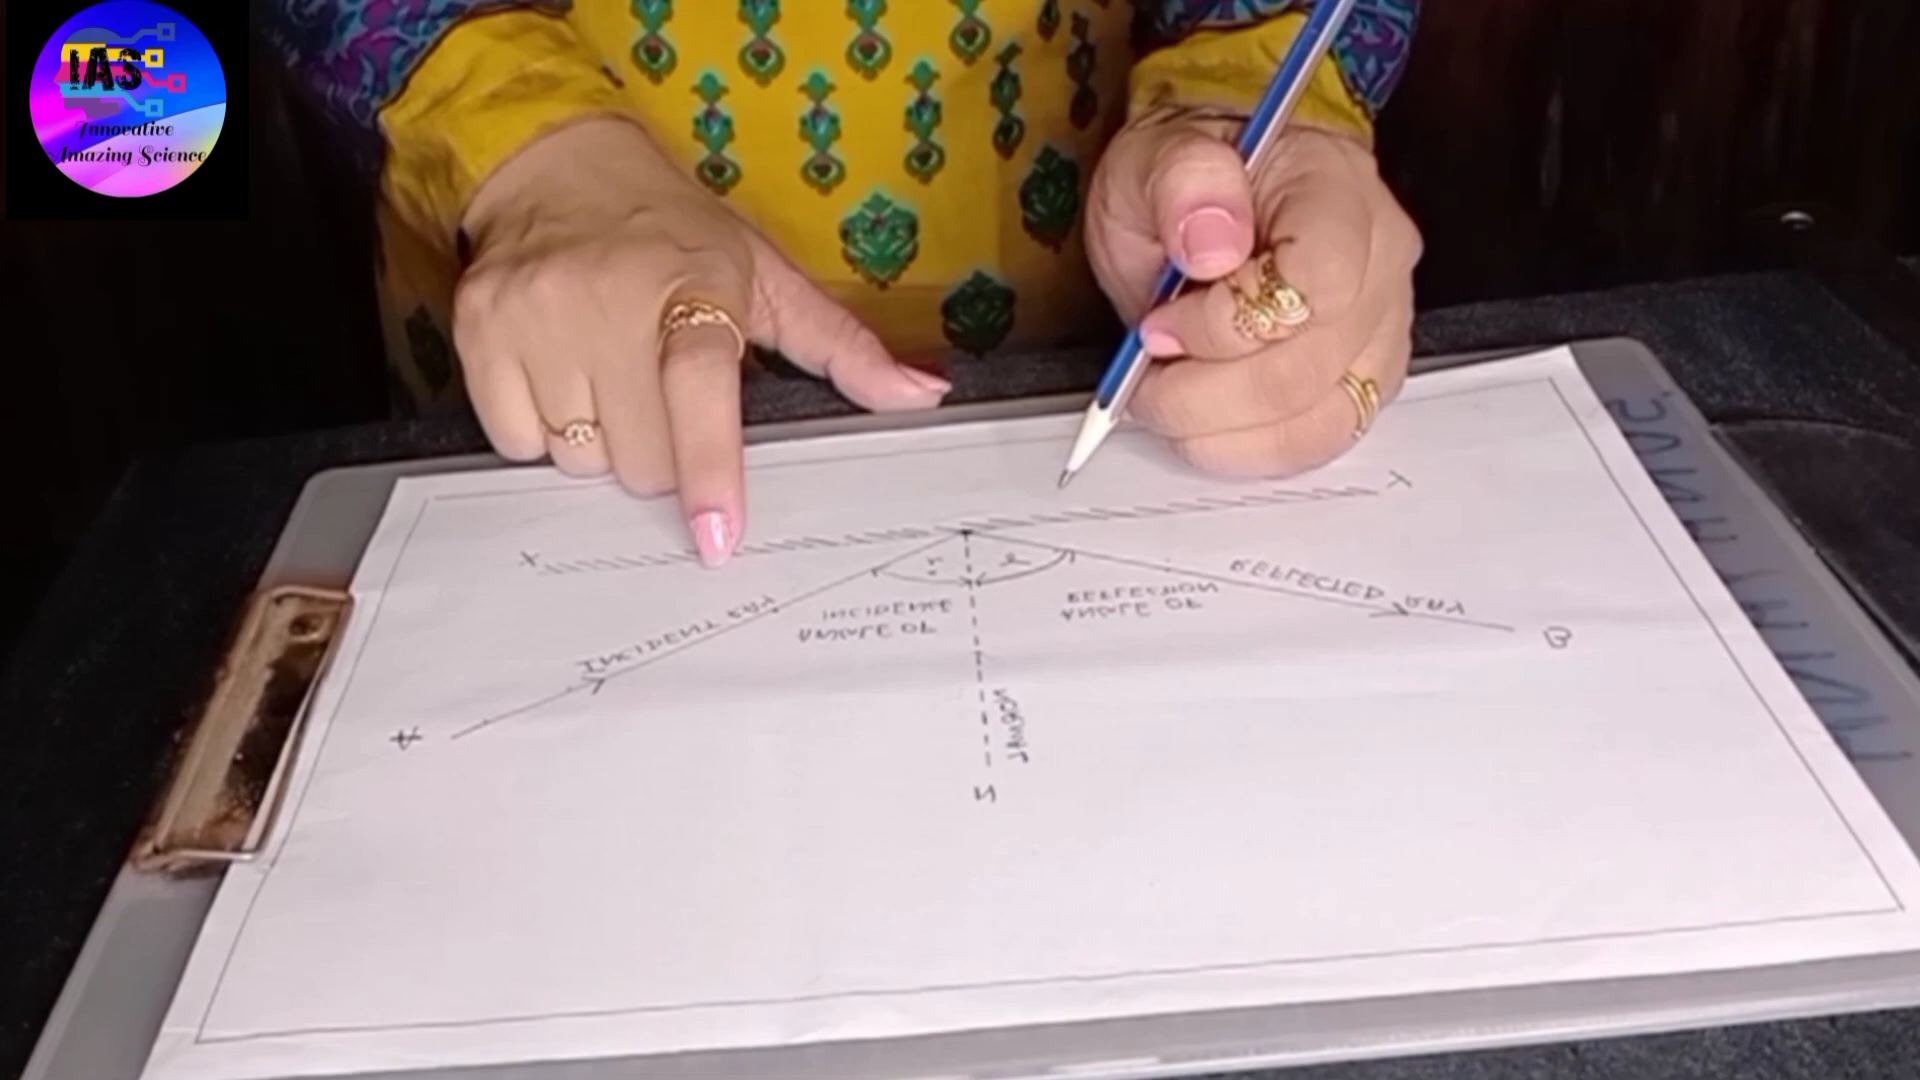 IAS
Innovative
Amazing Science
X
X
INCIDENT RAY
r
i
ANGLE OF
INCIDENCE
ANGLE OF
REFLECTION
REFLECTED RAY
A
B
NORMAL
N